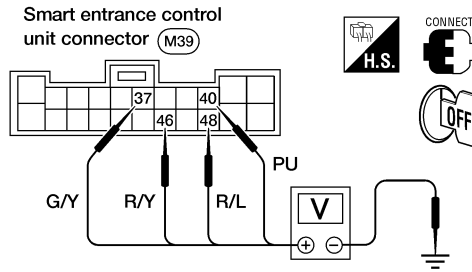 Smart entrance control
unit connector M39
H.S.
CONNECT
OFF
37 40
46 48
PU
G/Y R/Y R/L
V
+ −